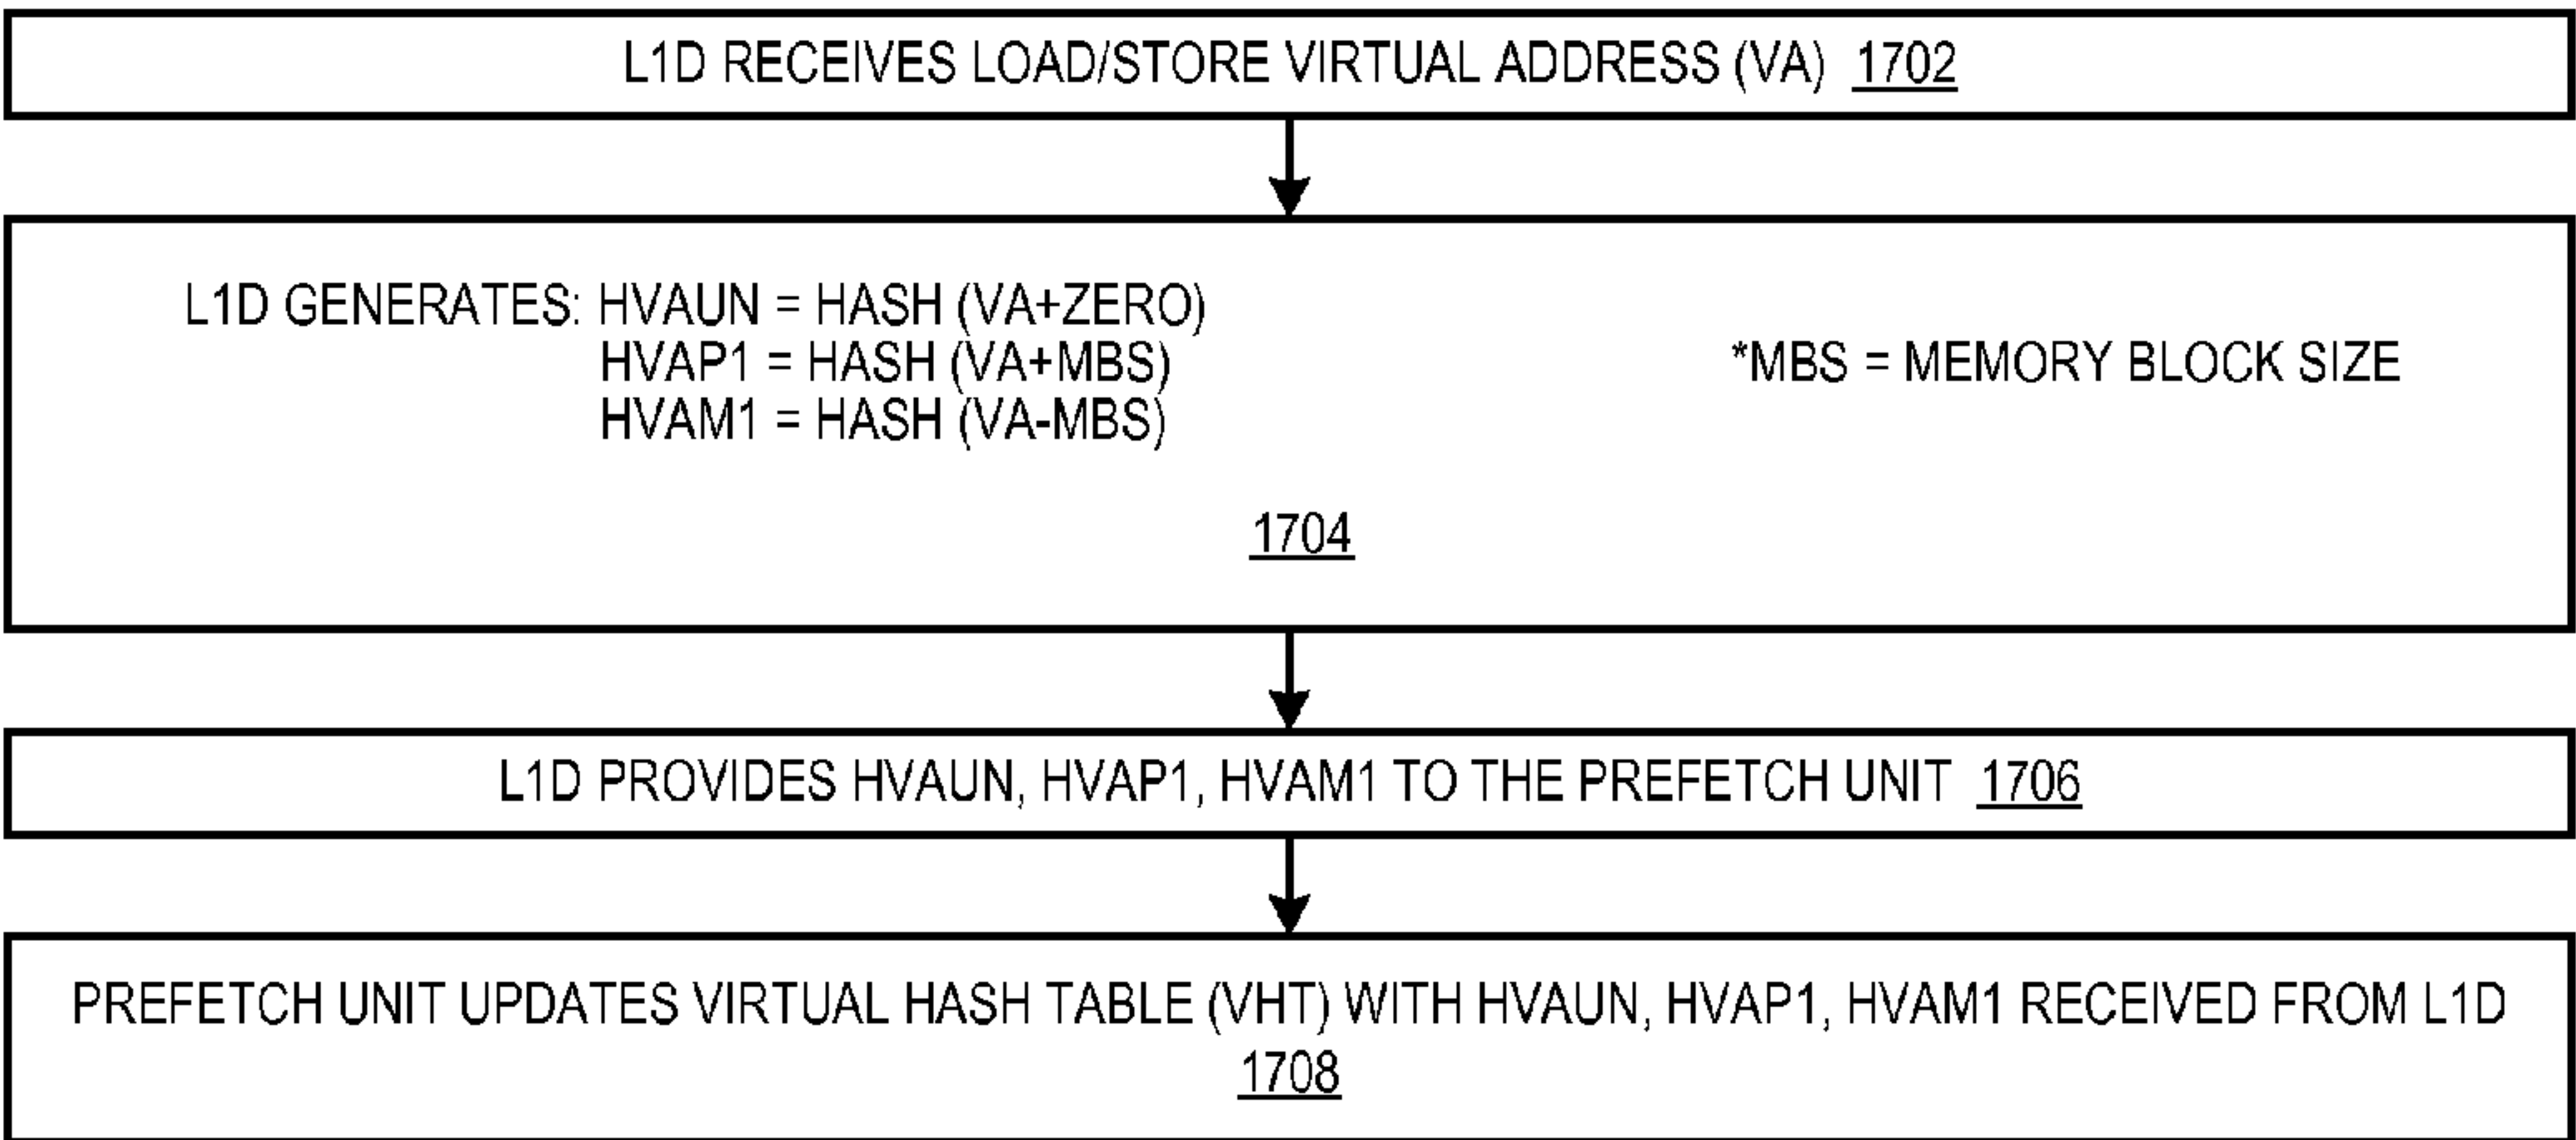 L1D RECEIVES LOAD/STORE VIRTUAL ADDRESS (VA) 1702
L1D GENERATES: HVAUN = HASH (VA+ZERO)
HVAP1 = HASH (VA+MBS)
*MBS = MEMORY BLOCK SIZE
HVAM1 = HASH (VA-MBS)
1704
L1D PROVIDES HVAUN, HVAP1, HVAM1 TO THE PREFETCH UNIT 1706
PREFETCH UNIT UPDATES VIRTUAL HASH TABLE (VHT) WITH HVAUN, HVAP1, HVAM1 RECEIVED FROM L1D
1708